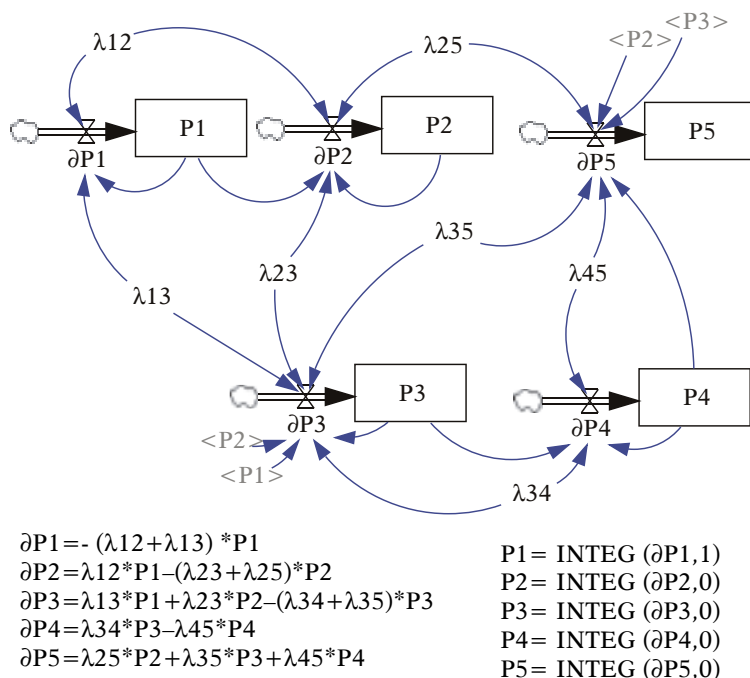 <P3>
<P2>
λ12
λ25
P1
P2
P5
∂P1
∂P2
∂P5
λ35
λ23
λ45
λ13
P3
P4
∂P3
∂P4
<P2>
<P1>
λ34
∂P1=- (λ12+λ13) *P1
∂P2=λ12*P1–(λ23+λ25)*P2
∂P3=λ13*P1+λ23*P2–(λ34+λ35)*P3
∂P4=λ34*P3–λ45*P4
∂P5=λ25*P2+λ35*P3+λ45*P4
P1= INTEG (∂P1,1)
P2= INTEG (∂P2,0)
P3= INTEG (∂P3,0)
P4= INTEG (∂P4,0)
P5= INTEG (∂P5,0)